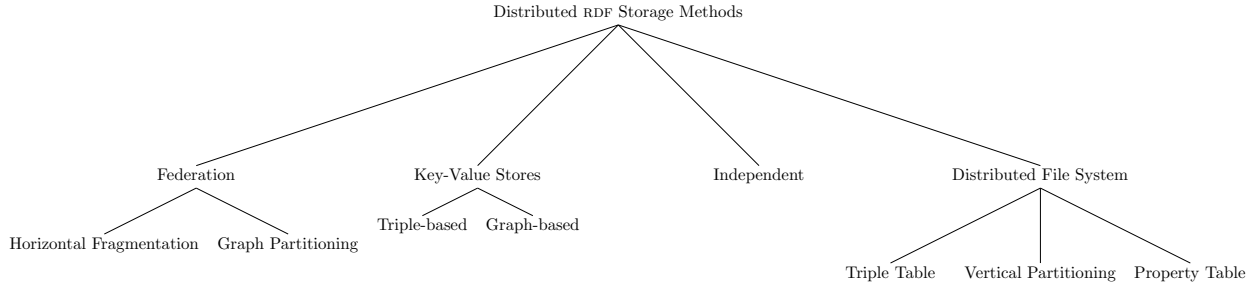 Distributed RDF Storage Methods
Federation
Key-Value Stores
Independent
Distributed File System
Horizontal Fragmentation
Graph Partitioning
Triple-based
Graph-based
Triple Table
Vertical Partitioning
Property Table